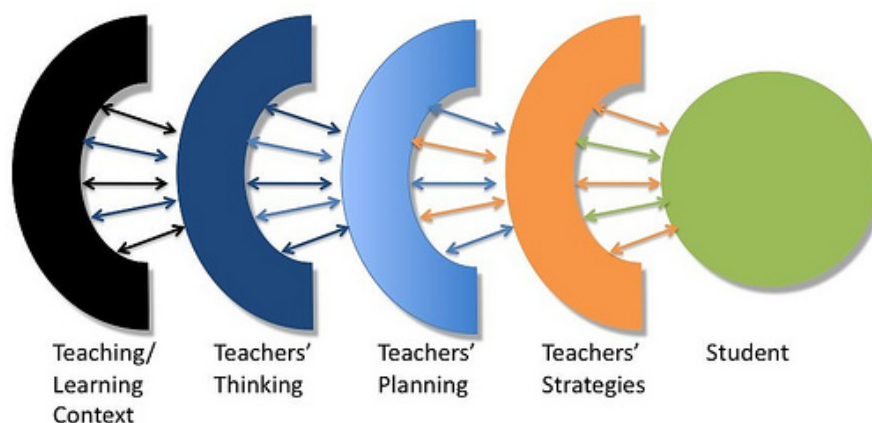 Teaching/
Learning
Context
Teachers’
Thinking
Teachers’
Planning
Teachers’
Strategies
Student